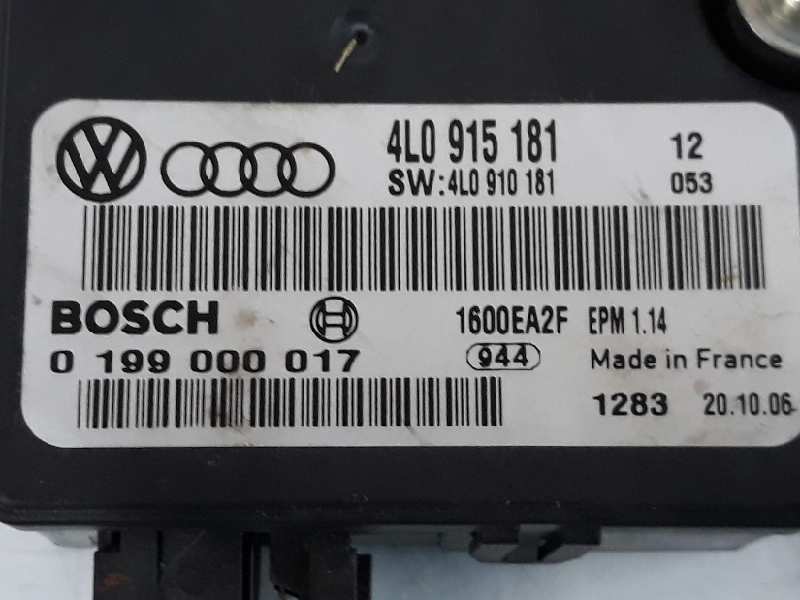 4L0 915 181 12
SW:4L0 910 181 053
BOSCH 1600EA2F EPM 1.14
0 199 000 017 944 Made in France
1283 20.10.06